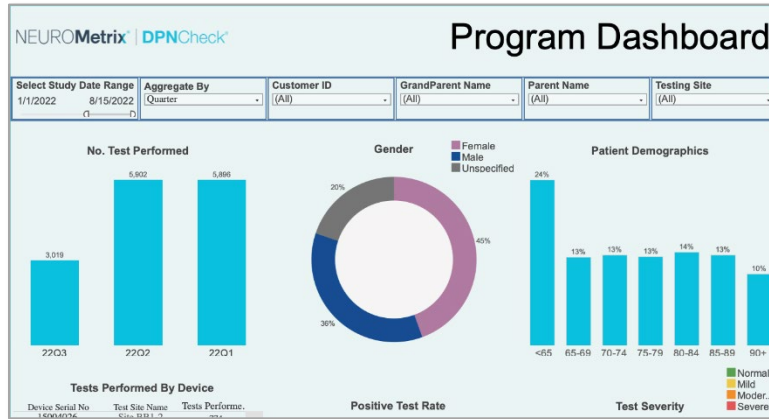 NEUROMetrix® | DPNCheck®
Program Dashboard
Select Study Date Range
1/1/2022 8/15/2022
Aggregate By
Quarter
Customer ID
(All)
GrandParent Name
(All)
Parent Name
(All)
Testing Site
(All)
No. Test Performed
3,019
5,902
5,896
22Q3 22Q2 22Q1
Gender
Female
Male
Unspecified
20%
45%
36%
Patient Demographics
24%
13%
13%
13%
14%
13%
10%
<65 65-69 70-74 75-79 80-84 85-89 90+
Tests Performed By Device
Device Serial No Test Site Name Tests Performe.
Positive Test Rate
Test Severity
Normal
Mild
Moder..
Severe